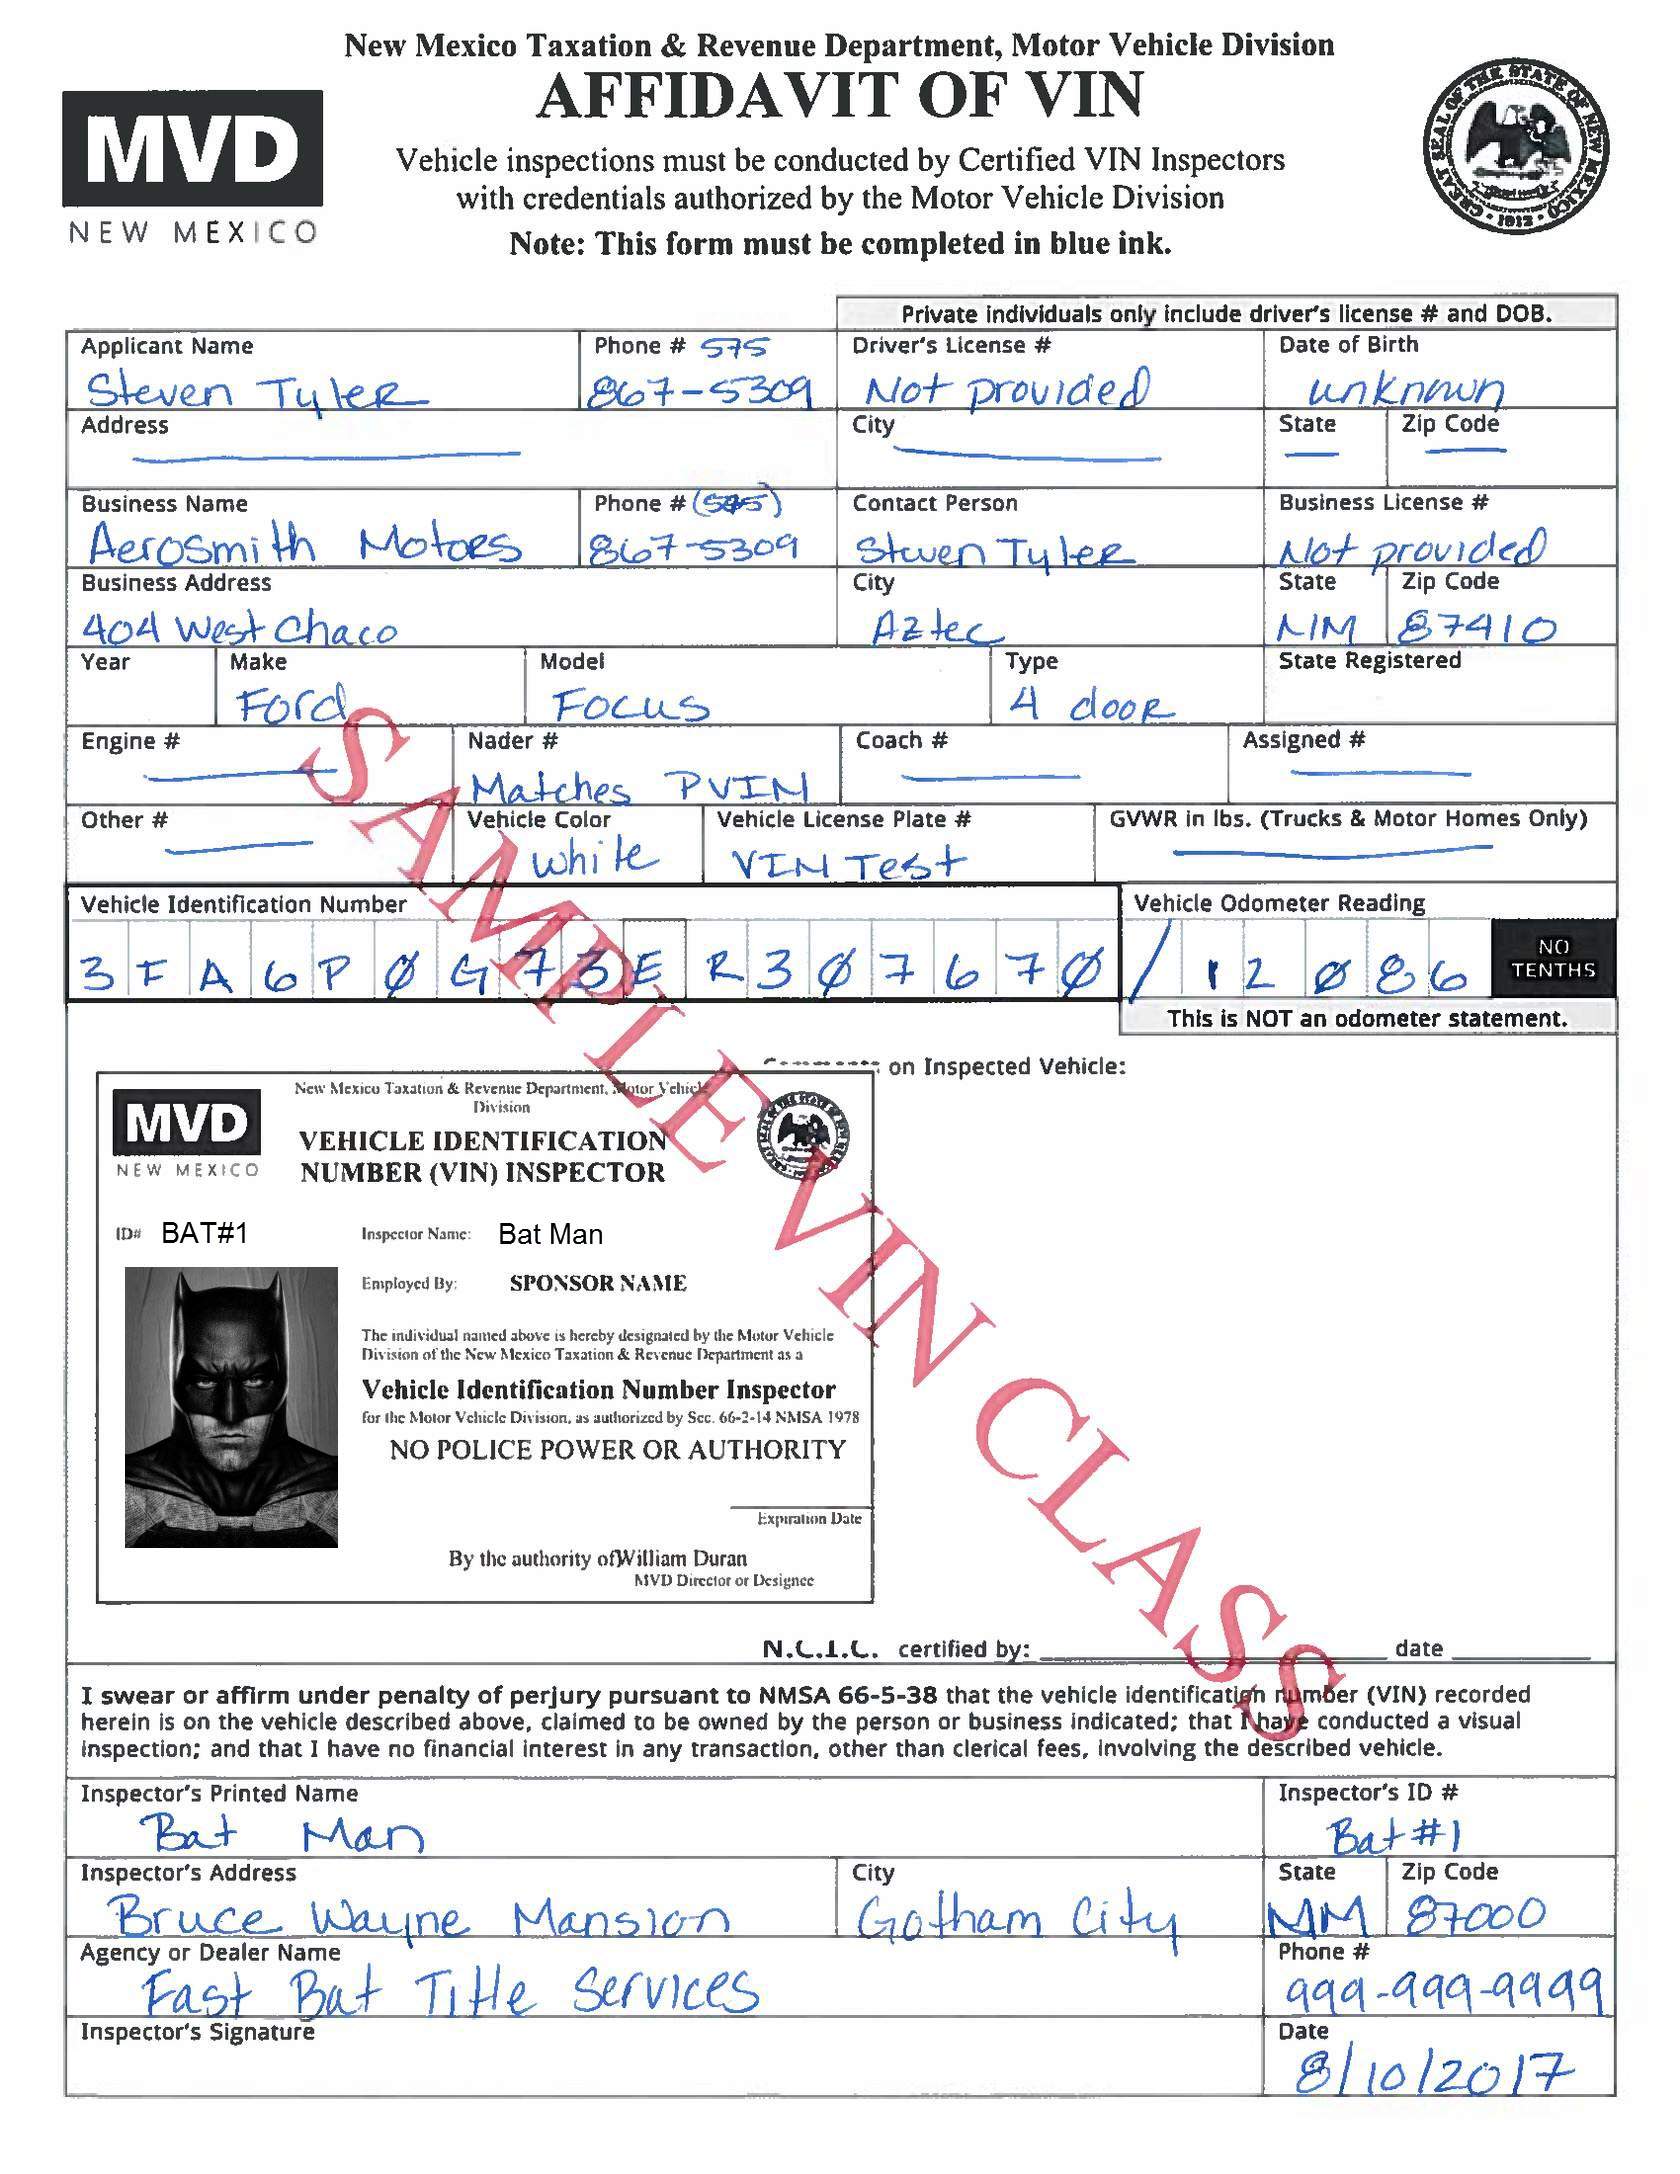 New Mexico Taxation & Revenue Department, Motor Vehicle Division
AFFIDAVIT OF VIN
MVD
NEW MEXICO
Vehicle inspections must be conducted by Certified VIN Inspectors
with credentials authorized by the Motor Vehicle Division
Note: This form must be completed in blue ink.
GREAT SEAL OF THE STATE OF NEW MEXICO 1912
Private individuals only include driver's license # and DOB.
Applicant Name Phone # 575 Driver's License # Date of Birth
Steven Tyler 867-5309 Not provided unknown
Address City State Zip Code
Business Name Phone # (575) Contact Person Business License #
Aerosmith Motors 867-5309 Steven Tyler Not provided
Business Address City State Zip Code
404 West Chaco Aztec NM 87410
Year Make Model Type State Registered
Ford Focus 4 door
Engine # Nader # Coach # Assigned #
Matches PVIN
Other # Vehicle Color Vehicle License Plate # GVWR in lbs. (Trucks & Motor Homes Only)
white VIN Test
Vehicle Identification Number Vehicle Odometer Reading
3FA6P0G73ER307670 / 12086 NO TENTHS
This is NOT an odometer statement.
on Inspected Vehicle:
New Mexico Taxation & Revenue Department, Motor Vehicle
Division
MVD
NEW MEXICO
VEHICLE IDENTIFICATION
NUMBER (VIN) INSPECTOR
ID# BAT#1 Inspector Name: Bat Man
Employed By: SPONSOR NAME
The individual named above is hereby designated by the Motor Vehicle
Division of the New Mexico Taxation & Revenue Department as a
Vehicle Identification Number Inspector
for the Motor Vehicle Division, as authorized by Sec. 66-2-14 NMSA 1978
NO POLICE POWER OR AUTHORITY
Expiration Date
By the authority ofWilliam Duran
MVD Director or Designee
SAMPLE VIN CLASS
N.C.I.C. certified by: date
I swear or affirm under penalty of perjury pursuant to NMSA 66-5-38 that the vehicle identification number (VIN) recorded
herein is on the vehicle described above, claimed to be owned by the person or business indicated; that I have conducted a visual
inspection; and that I have no financial interest in any transaction, other than clerical fees, involving the described vehicle.
Inspector's Printed Name Inspector's ID #
Bat Man Bat#1
Inspector's Address City State Zip Code
Bruce Wayne Mansion Gotham City NM 87000
Agency or Dealer Name Phone #
Fast Bat Title Services 999-999-9999
Inspector's Signature Date
8/10/2017